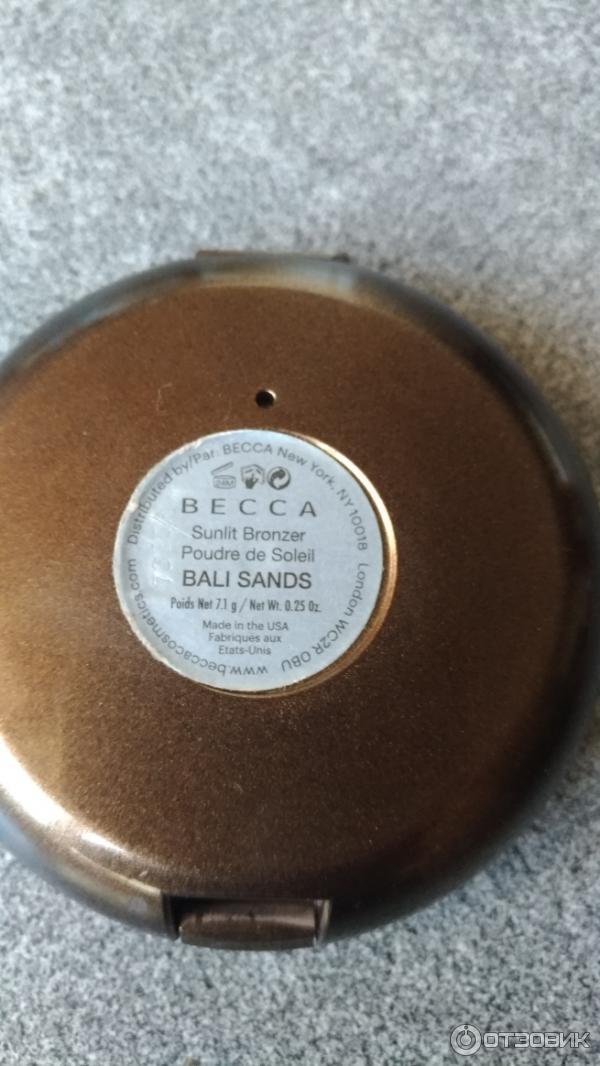 Distributed by/Par. BECCA New York, NY 10018 London WC2R 0BU www.beccacosmetics.com
24M
BECCA
Sunlit Bronzer
Poudre de Soleil
BALI SANDS
Poids Net 7.1 g / Net Wt. 0.25 Oz.
Made in the USA
Fabriqués aux
Etats-Unis
ОТЗОВИК